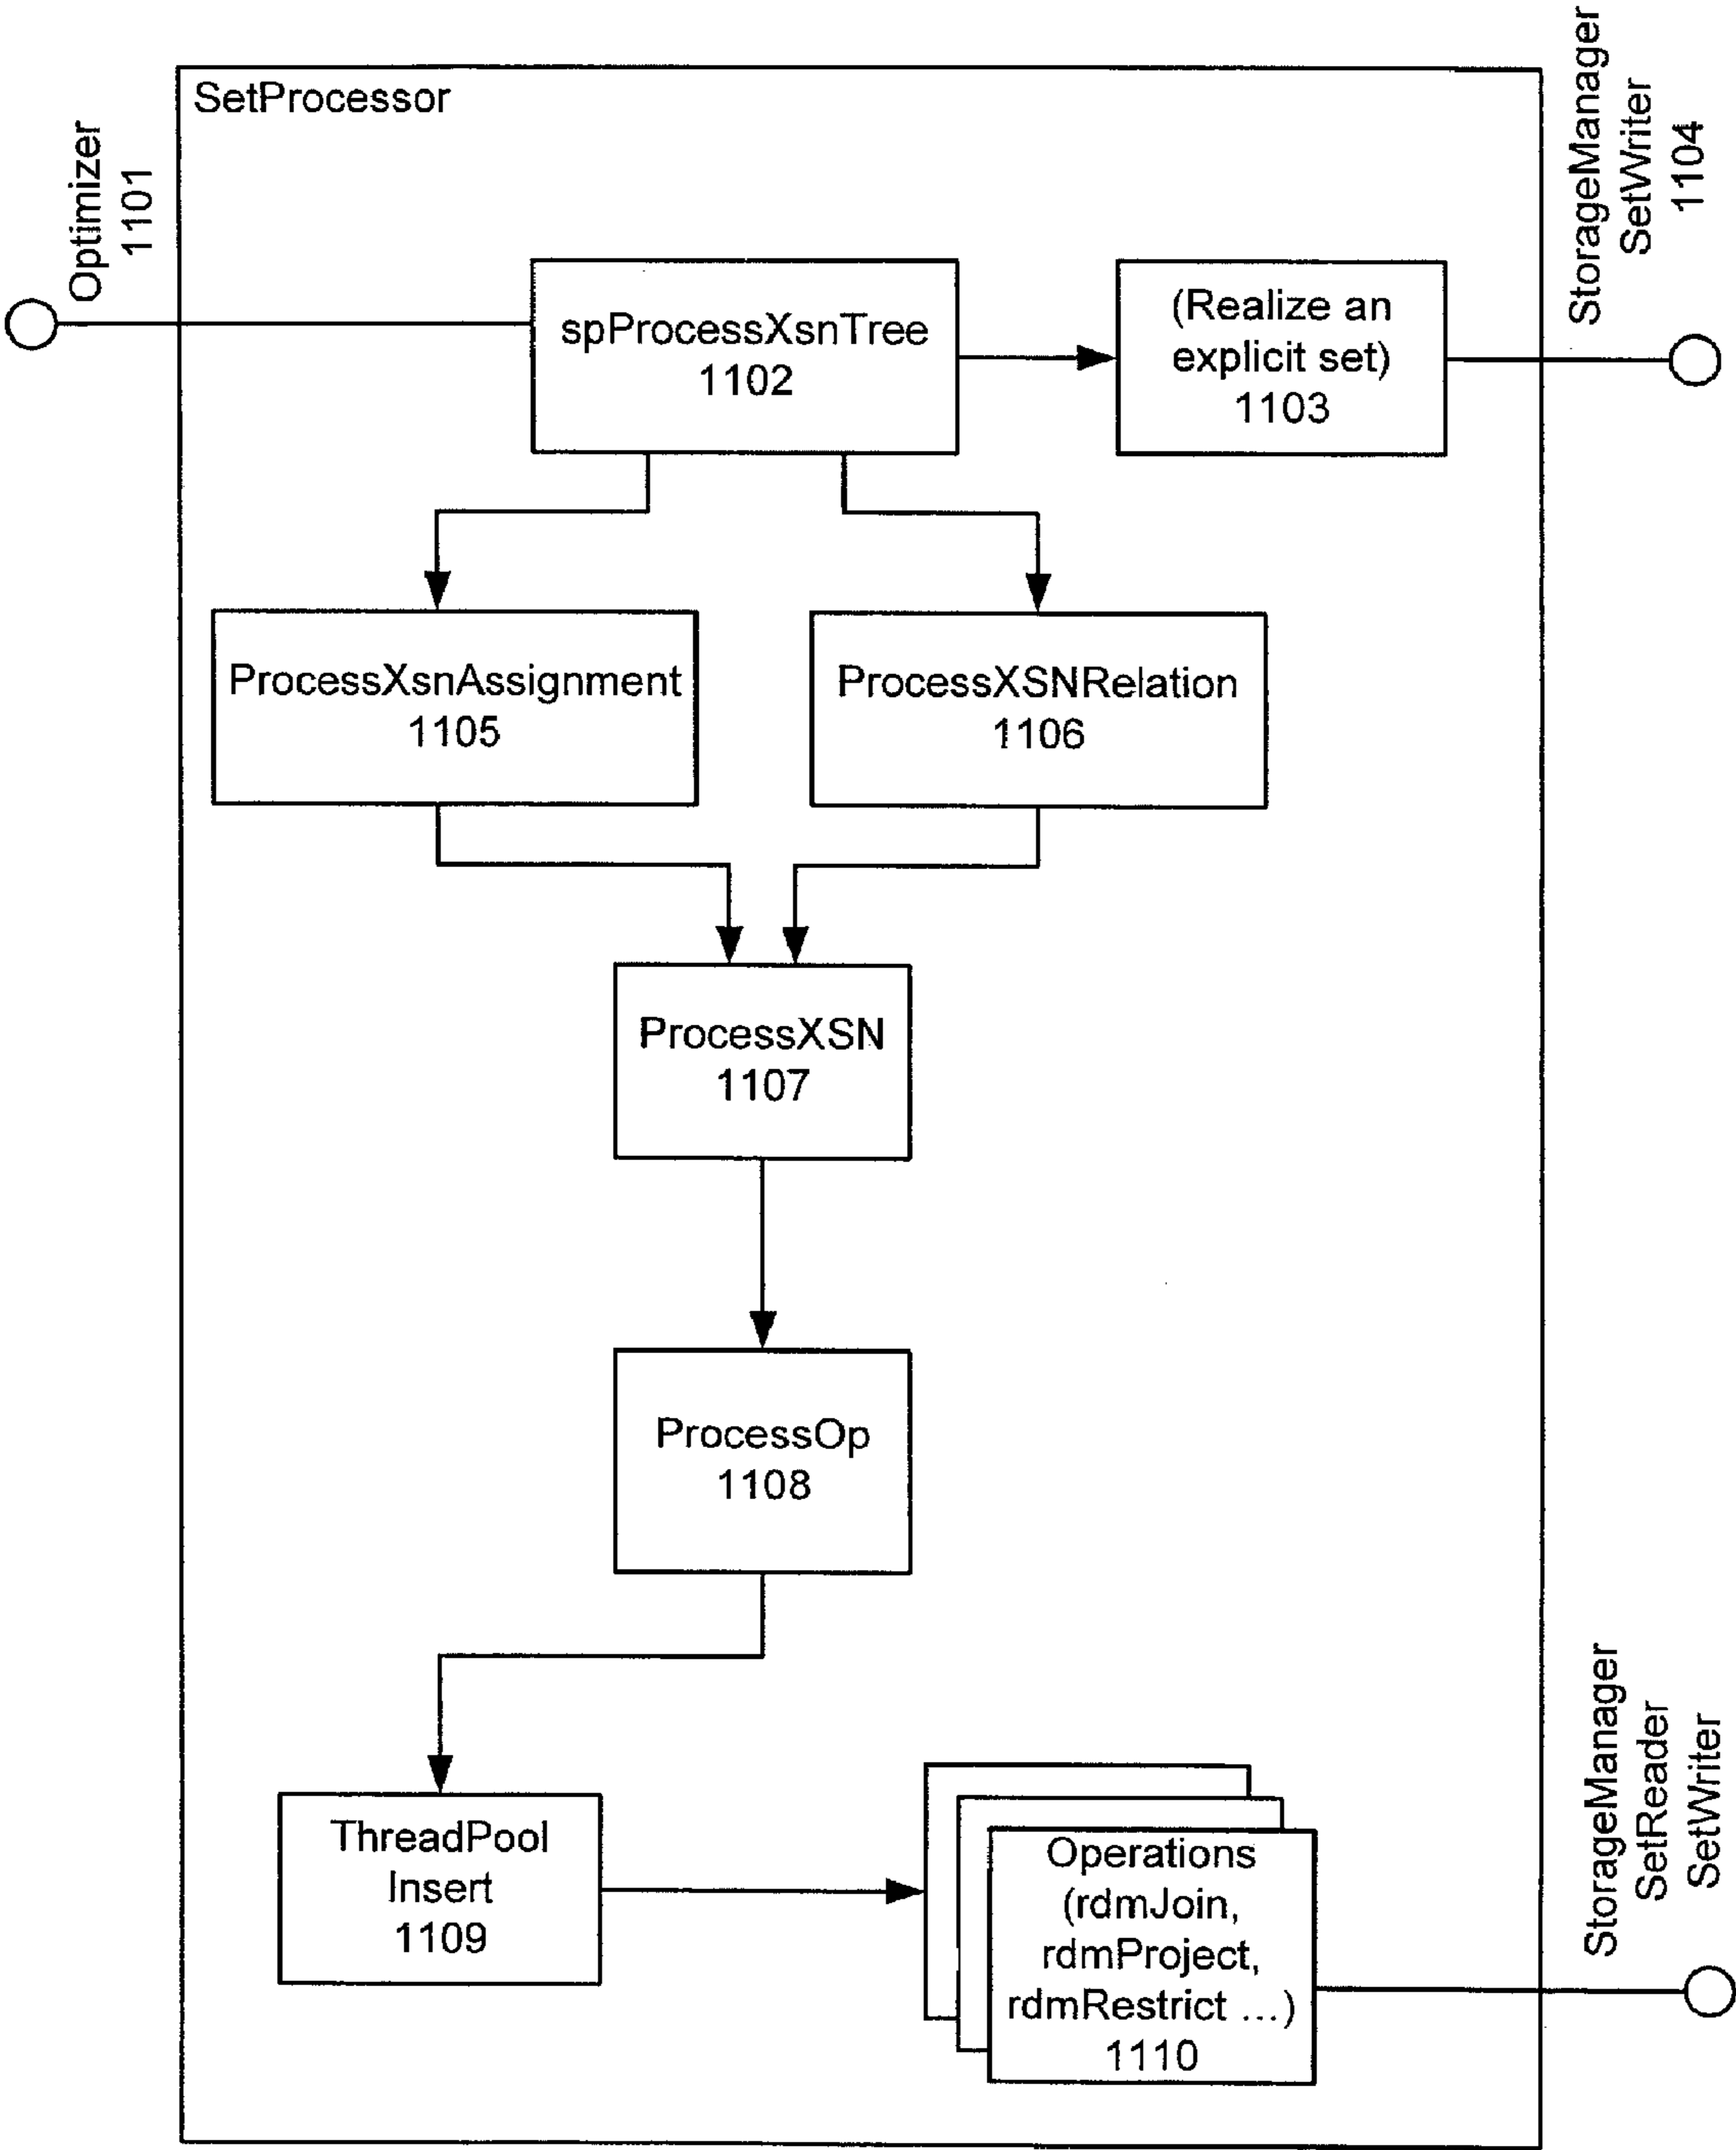 SetProcessor
Optimizer
1101
StorageManager
SetWriter
1104
spProcessXsnTree
1102
(Realize an
explicit set)
1103
ProcessXsnAssignment
1105
ProcessXSNRelation
1106
ProcessXSN
1107
ProcessOp
1108
ThreadPool
Insert
1109
Operations
(rdmJoin,
rdmProject,
rdmRestrict ...)
1110
StorageManager
SetReader
SetWriter